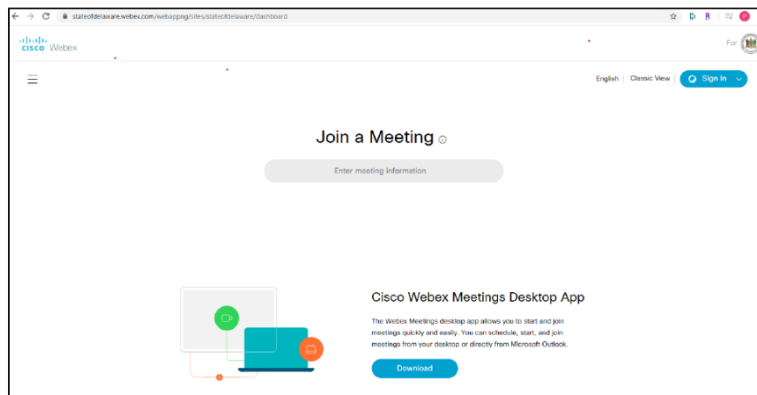 stateofdelaware.webex.com/webappng/sites/stateofdelaware/dashboard
CISCO Webex
For
English | Classic View | Sign In
Join a Meeting
Enter meeting information
Cisco Webex Meetings Desktop App
The Webex Meetings desktop app allows you to start and join
meetings quickly and easily. You can schedule, start, and join
meetings from your desktop or directly from Microsoft Outlook.
Download